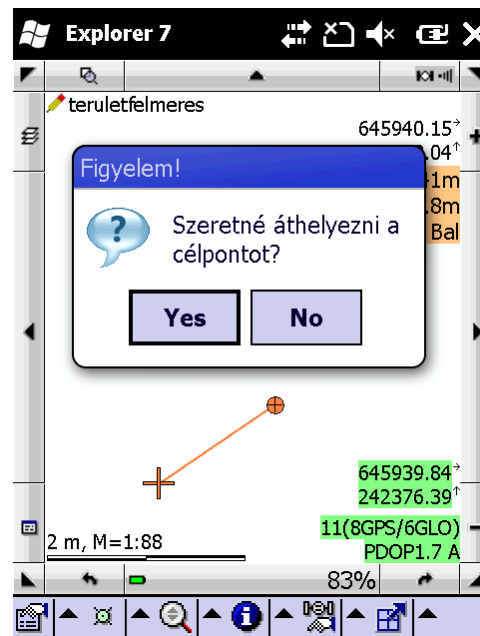 Explorer 7
teruletfelmeres
645940.15
.04
1m
.8m
Bal
Figyelem!
Szeretné áthelyezni a
célpontot?
Yes
No
645939.84
242376.39
11(8GPS/6GLO)
PDOP1.7 A
2 m, M=1:88
83%